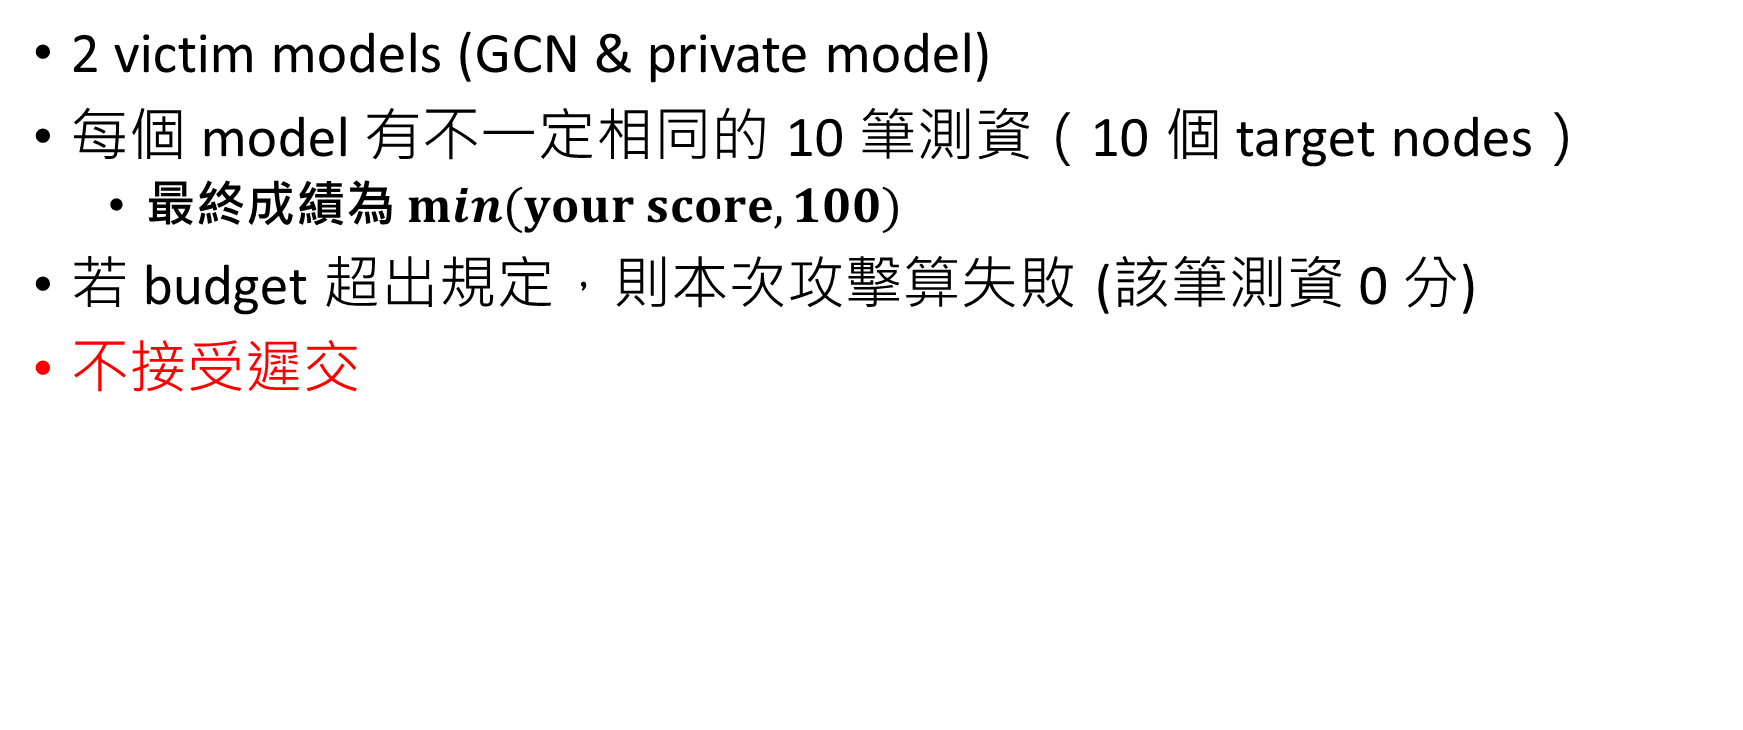 • 2 victim models (GCN & private model)
• 每個 model 有不一定相同的 10 筆測資（10 個 target nodes）
• 最終成績為 min(your score, 100)
• 若 budget 超出規定，則本次攻擊算失敗 (該筆測資 0 分)
• 不接受遲交